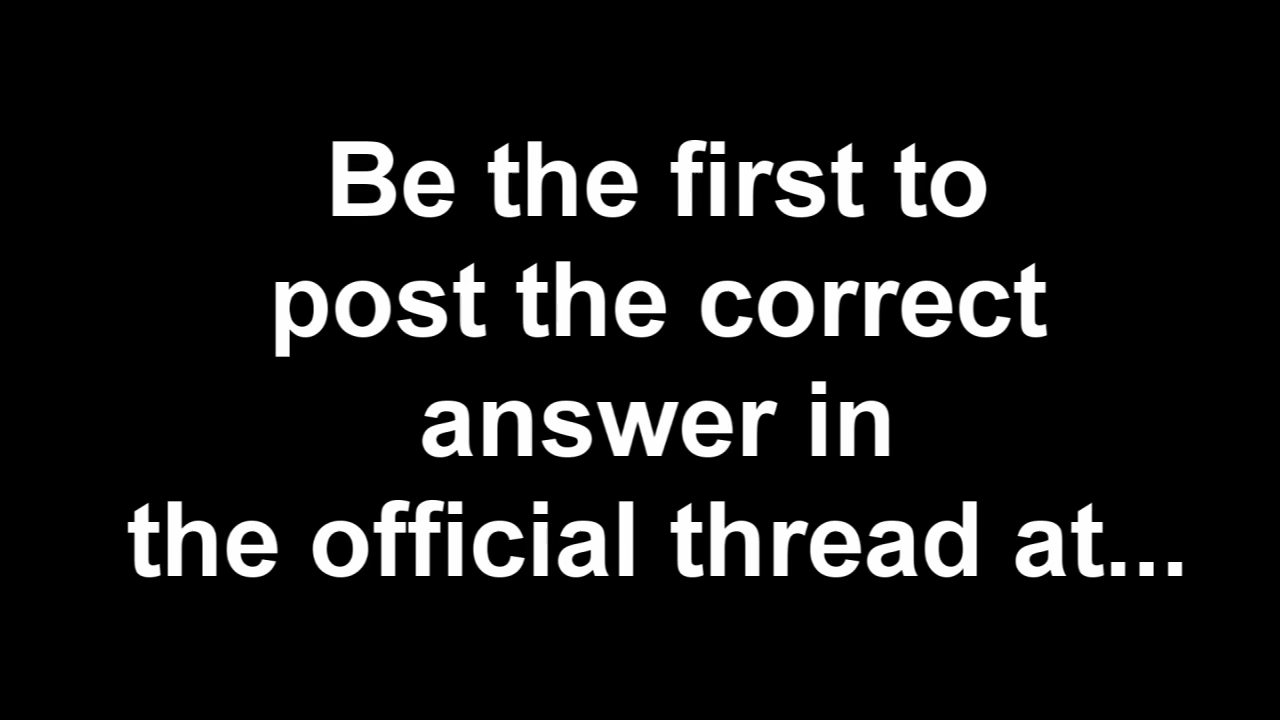 Be the first to
post the correct
answer in
the official thread at...